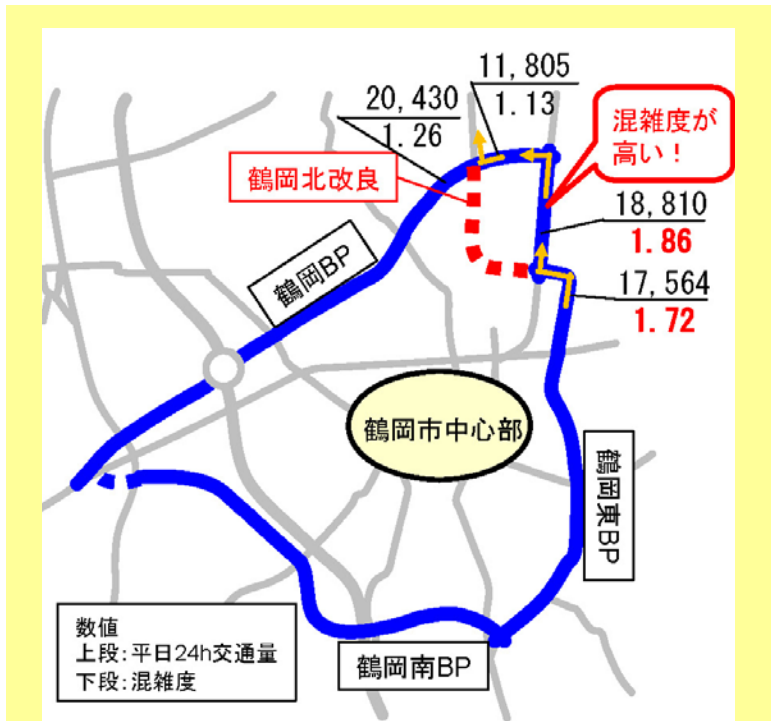 11,805
1.13
20,430
1.26
混雑度が
高い！
鶴岡北改良
18,810
1.86
17,564
1.72
鶴岡BP
鶴岡市中心部
鶴岡東BP
鶴岡南BP
数値
上段:平日24h交通量
下段:混雑度